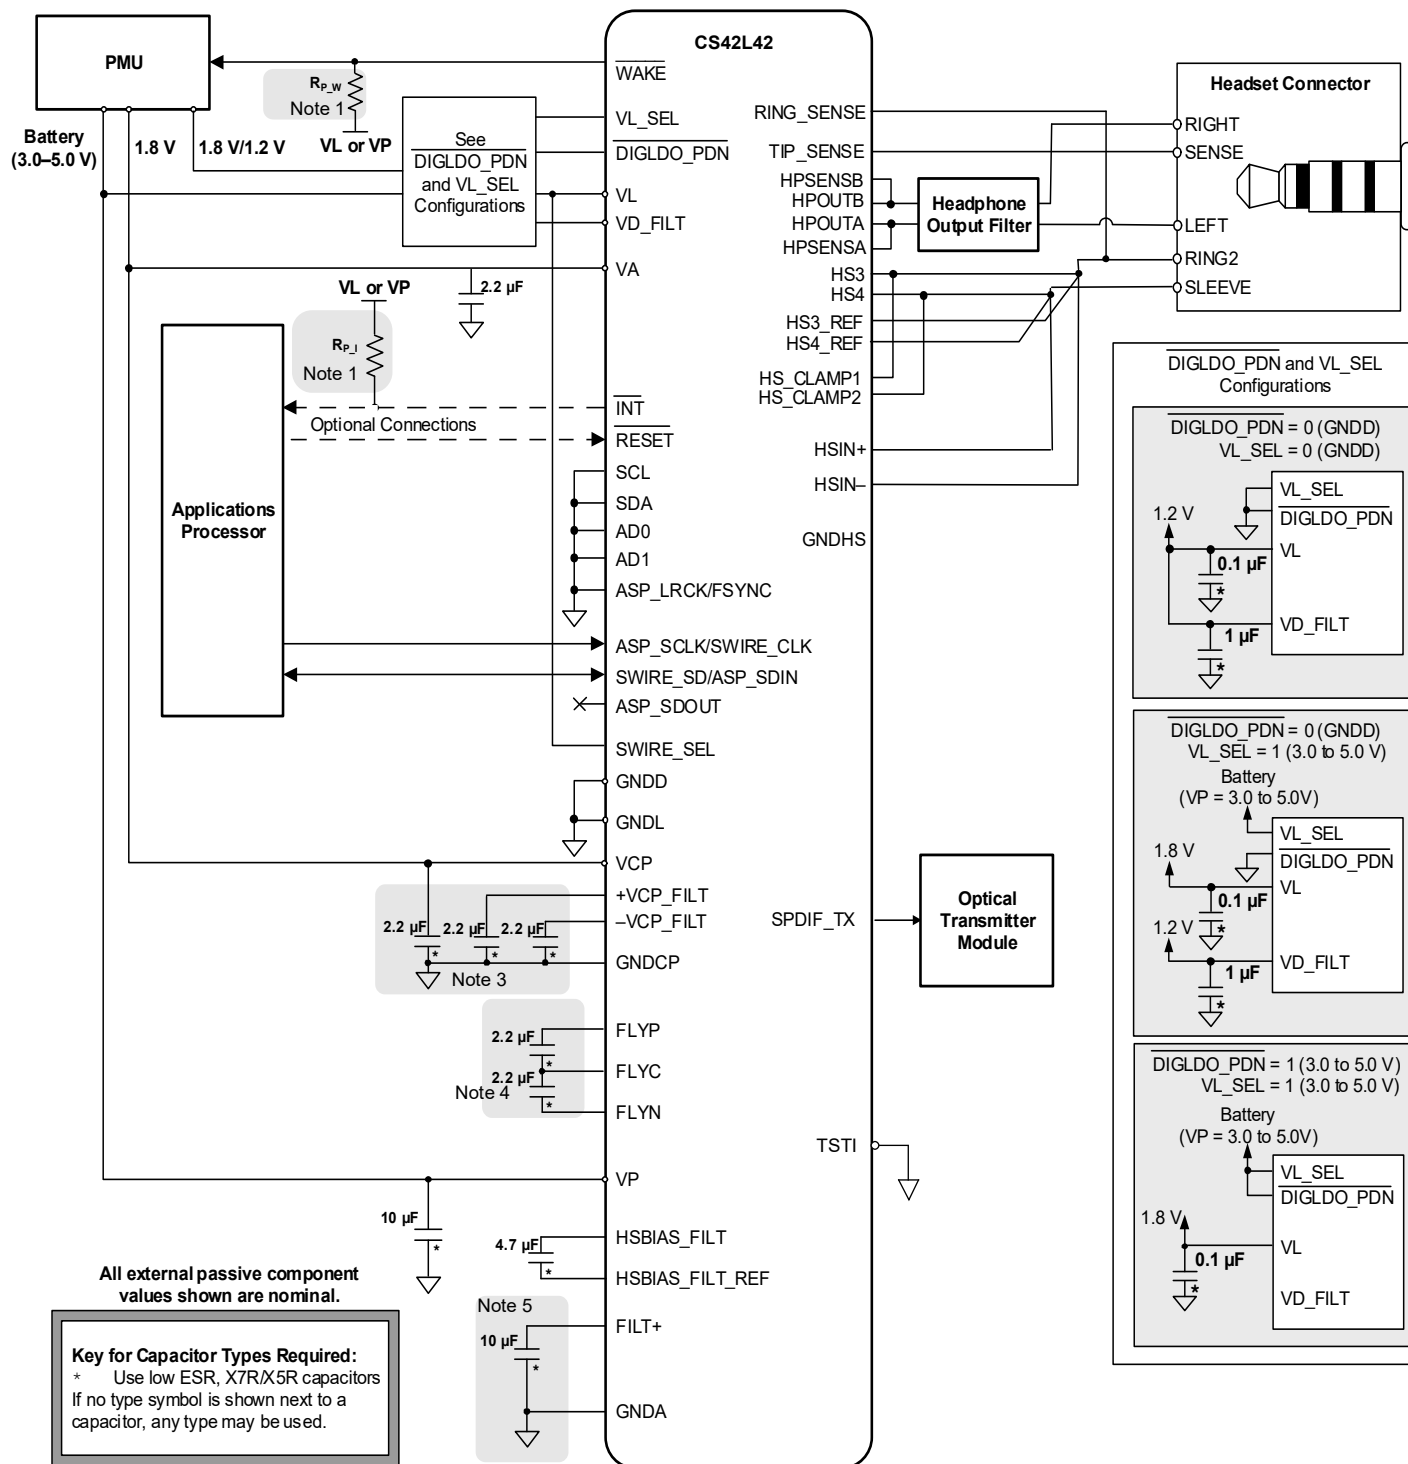 CS42L42
PMU
Battery
(3.0–5.0 V)
1.8 V
1.8 V/1.2 V
R_P_W
Note 1
VL or VP
See
DIGLDO_PDN
and VL_SEL
Configurations
WAKE
VL_SEL
DIGLDO_PDN
VL
VD_FILT
VA
2.2 µF
VL or VP
R_P_I
Note 1
Applications
Processor
Optional Connections
INT
RESET
SCL
SDA
AD0
AD1
ASP_LRCK/FSYNC
ASP_SCLK/SWIRE_CLK
SWIRE_SD/ASP_SDIN
ASP_SDOUT
SWIRE_SEL
GNDD
GNDL
VCP
+VCP_FILT
–VCP_FILT
GNDCP
2.2 µF
*
2.2 µF
*
2.2 µF
*
Note 3
FLYP
FLYC
FLYN
2.2 µF
*
2.2 µF
*
Note 4
VP
10 µF
*
HSBIAS_FILT
HSBIAS_FILT_REF
4.7 µF
*
Note 5
FILT+
10 µF
*
GNDA
RING_SENSE
TIP_SENSE
HPSENSB
HPOUTB
HPOUTA
HPSENSA
HS3
HS4
HS3_REF
HS4_REF
HS_CLAMP1
HS_CLAMP2
HSIN+
HSIN–
GNDHS
SPDIF_TX
TSTI
Headphone
Output Filter
Optical
Transmitter
Module
Headset Connector
RIGHT
SENSE
LEFT
RING2
SLEEVE
DIGLDO_PDN and VL_SEL
Configurations
DIGLDO_PDN = 0 (GNDD)
VL_SEL = 0 (GNDD)
VL_SEL
DIGLDO_PDN
1.2 V
VL
0.1 µF
*
VD_FILT
1 µF
*
DIGLDO_PDN = 0 (GNDD)
VL_SEL = 1 (3.0 to 5.0 V)
Battery
(VP = 3.0 to 5.0V)
VL_SEL
1.8 V
DIGLDO_PDN
VL
0.1 µF
*
1.2 V
VD_FILT
1 µF
*
DIGLDO_PDN = 1 (3.0 to 5.0 V)
VL_SEL = 1 (3.0 to 5.0 V)
Battery
(VP = 3.0 to 5.0V)
VL_SEL
DIGLDO_PDN
1.8 V
VL
0.1 µF
*
VD_FILT
All external passive component
values shown are nominal.
Key for Capacitor Types Required:
* Use low ESR, X7R/X5R capacitors
If no type symbol is shown next to a
capacitor, any type may be used.